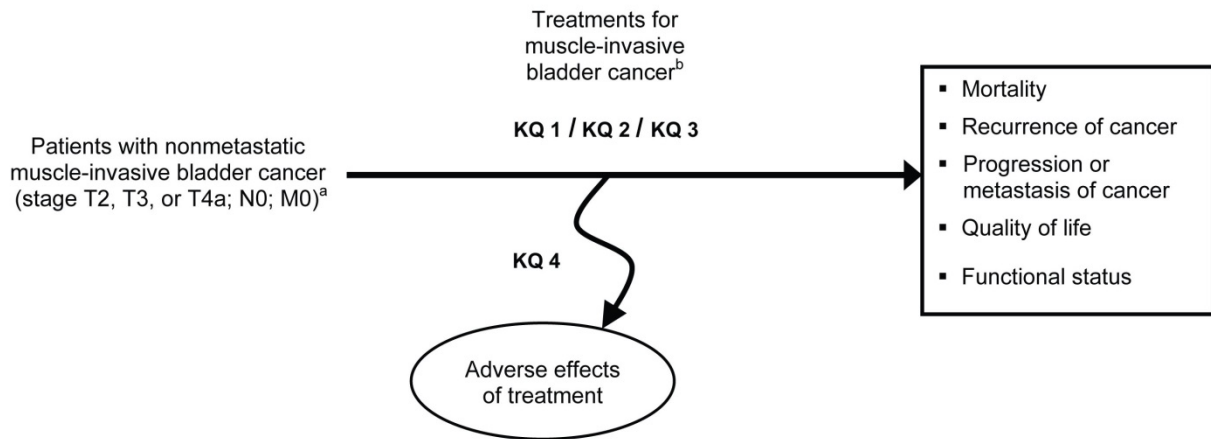 Treatments for
muscle-invasive
bladder cancerᵇ
KQ 1 / KQ 2 / KQ 3
Patients with nonmetastatic
muscle-invasive bladder cancer
(stage T2, T3, or T4a; N0; M0)ᵃ
▪ Mortality
▪ Recurrence of cancer
▪ Progression or
metastasis of cancer
▪ Quality of life
▪ Functional status
KQ 4
Adverse effects
of treatment